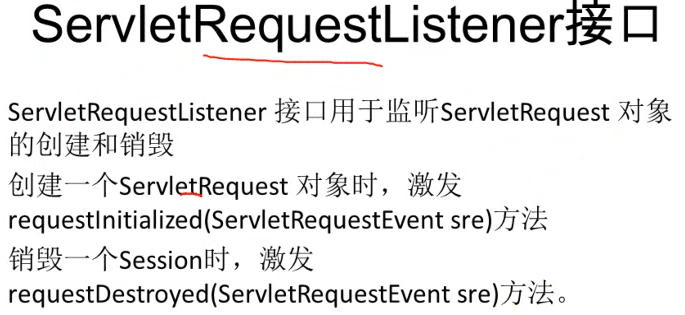 ServletRequestListener接口
ServletRequestListener 接口用于监听ServletRequest 对象
的创建和销毁
创建一个ServletRequest 对象时，激发
requestInitialized(ServletRequestEvent sre)方法
销毁一个Session时，激发
requestDestroyed(ServletRequestEvent sre)方法。